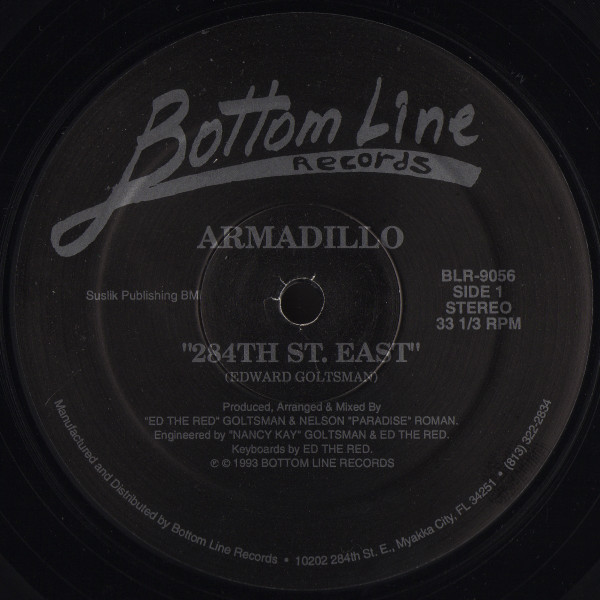 Bottom Line
Records
ARMADILLO
BLR-9056
SIDE 1
STEREO
33 1/3 RPM
Suslik Publishing BMI
"284TH ST. EAST"
(EDWARD GOLTSMAN)
Produced, Arranged & Mixed By
"ED THE RED" GOLTSMAN & NELSON "PARADISE" ROMAN.
Engineered by "NANCY KAY" GOLTSMAN & ED THE RED.
Keyboards by ED THE RED.
℗ © 1993 BOTTOM LINE RECORDS
Manufactured and Distributed by Bottom Line Records • 10202 284th St. E., Myakka City, FL 34251 • (813) 322-2834